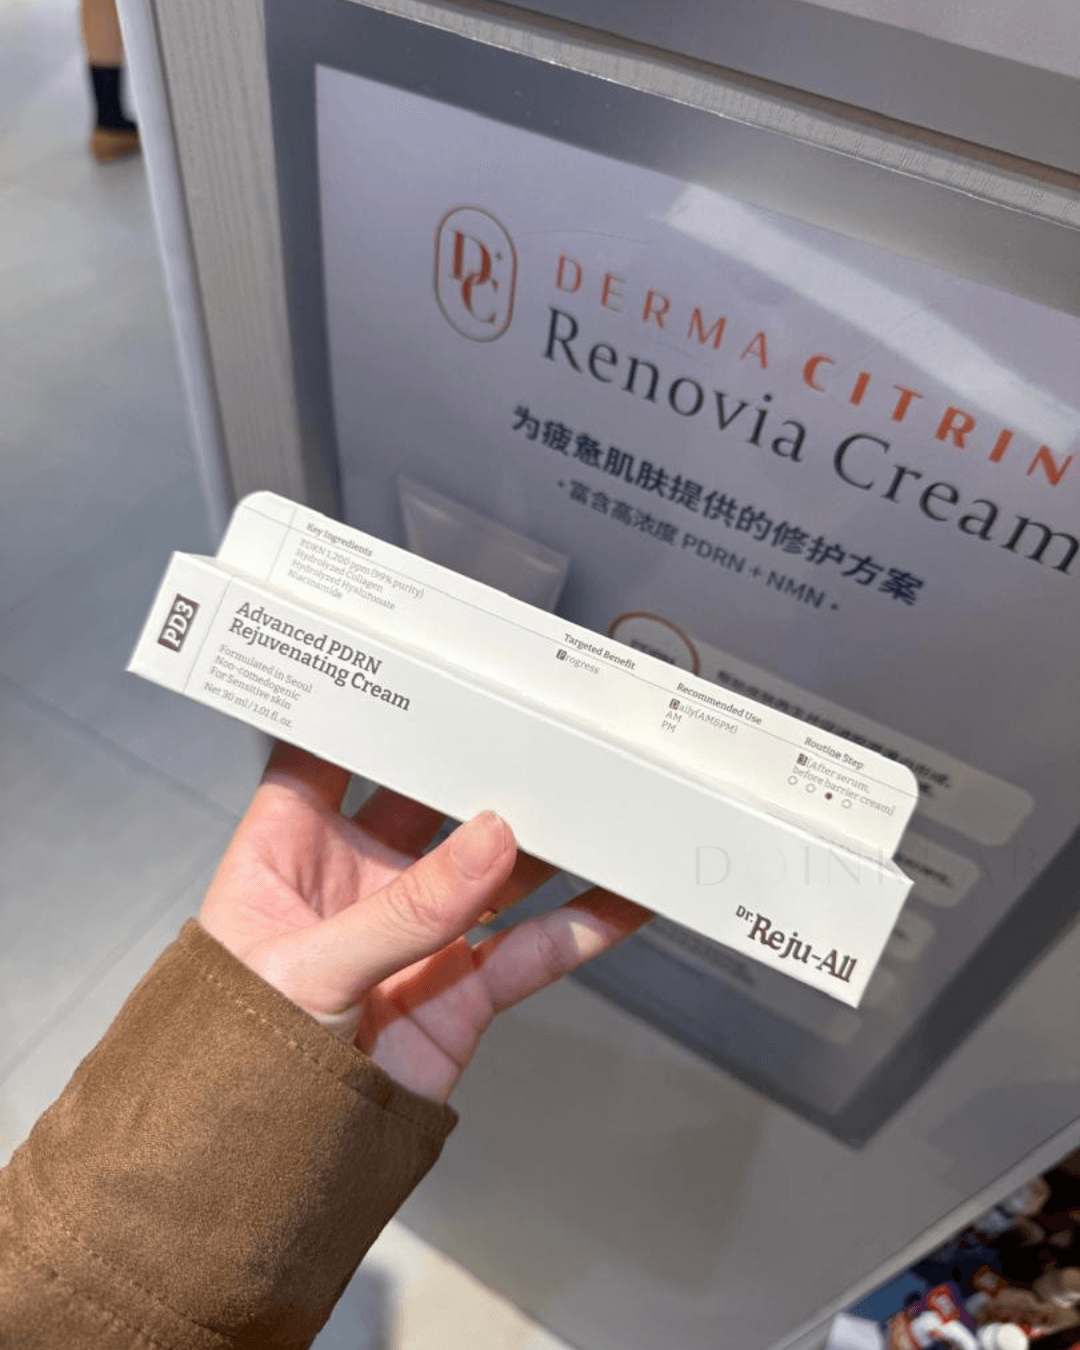 DC
DERMA CITRIN
Renovia Cream
为疲惫肌肤提供的修护方案
· 富含高浓度 PDRN + NMN ·
Key Ingredients
PDRN 1,200 ppm (99% purity)
Hydrolyzed Collagen
Hydrolyzed Hyaluronate
Niacinamide
Targeted Benefit
Progress
Recommended Use
Daily(AM&PM)
AM
PM
Routine Step
3[After serum,
before barrier cream]
PD3
Advanced PDRN
Rejuvenating Cream
Formulated in Seoul
Non-comedogenic
For Sensitive skin
Net 30 ml / 1.01 fl. oz.
Dr.Reju-All